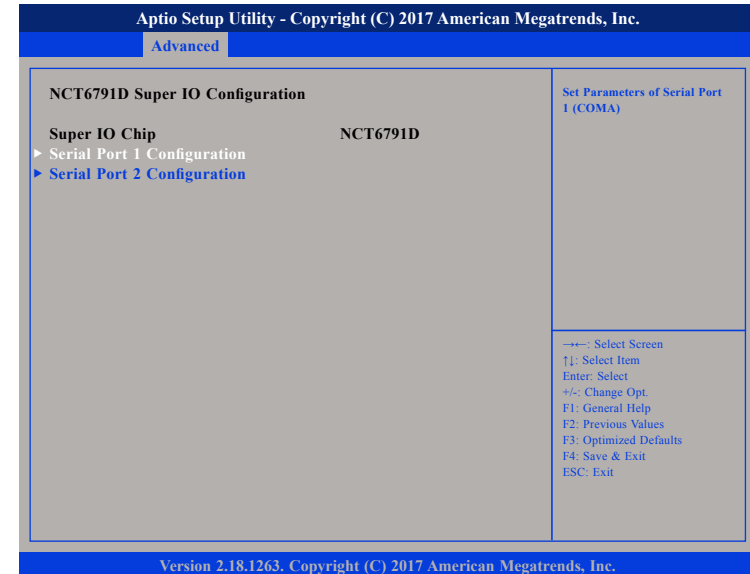 Aptio Setup Utility - Copyright (C) 2017 American Megatrends, Inc.
Advanced
NCT6791D Super IO Configuration
Super IO Chip NCT6791D
▶ Serial Port 1 Configuration
▶ Serial Port 2 Configuration
Set Parameters of Serial Port
1 (COMA)
→←: Select Screen
↑↓: Select Item
Enter: Select
+/-: Change Opt.
F1: General Help
F2: Previous Values
F3: Optimized Defaults
F4: Save & Exit
ESC: Exit
Version 2.18.1263. Copyright (C) 2017 American Megatrends, Inc.